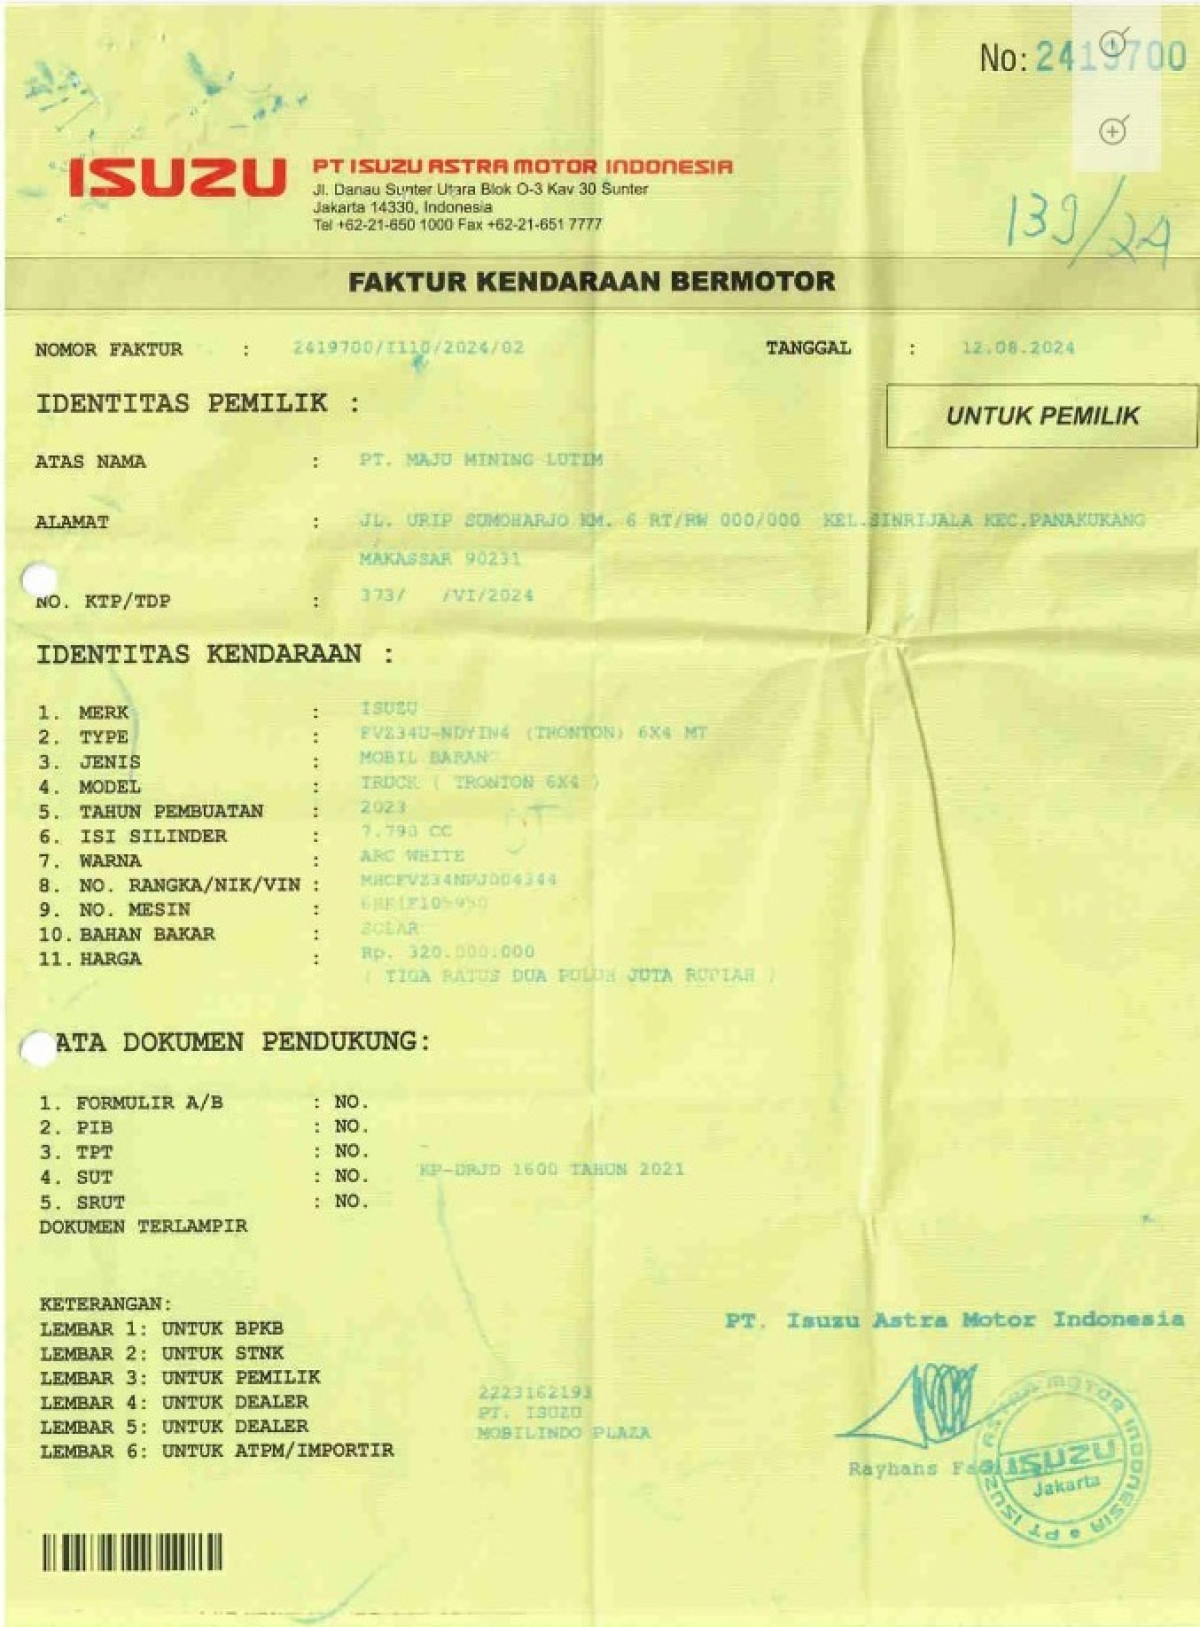 No: 2419700
ISUZU
PT ISUZU ASTRA MOTOR INDONESIA
Jl. Danau Sunter Utara Blok O-3 Kav 30 Sunter
Jakarta 14330, Indonesia
Tel +62-21-650 1000 Fax +62-21-651 7777
139/24
FAKTUR KENDARAAN BERMOTOR
NOMOR FAKTUR : 2419700/I110/2024/02 TANGGAL : 12.08.2024
IDENTITAS PEMILIK :
UNTUK PEMILIK
ATAS NAMA : PT. MAJU MINING LUTIM
ALAMAT : JL. URIP SUMOHARJO KM. 6 RT/RW 000/000 KEL.SINRIJALA KEC.PANAKUKANG
MAKASSAR 90231
NO. KTP/TDP : 373/ /VI/2024
IDENTITAS KENDARAAN :
1. MERK : ISUZU
2. TYPE : FVZ34U-NDYIN4 (TRONTON) 6X4 MT
3. JENIS : MOBIL BARANG
4. MODEL : TRUCK ( TRONTON 6X4 )
5. TAHUN PEMBUATAN : 2023
6. ISI SILINDER : 7.790 CC
7. WARNA : ARC WHITE
8. NO. RANGKA/NIK/VIN :
9. NO. MESIN :
10. BAHAN BAKAR : SOLAR
11. HARGA : Rp. 320.000.000
( TIGA RATUS DUA PULUH JUTA RUPIAH )
ATA DOKUMEN PENDUKUNG:
1. FORMULIR A/B : NO.
2. PIB : NO.
3. TPT : NO.
4. SUT : NO. KP-DRJD 1600 TAHUN 2021
5. SRUT : NO.
DOKUMEN TERLAMPIR
KETERANGAN:
LEMBAR 1: UNTUK BPKB
LEMBAR 2: UNTUK STNK
LEMBAR 3: UNTUK PEMILIK
LEMBAR 4: UNTUK DEALER
LEMBAR 5: UNTUK DEALER
LEMBAR 6: UNTUK ATPM/IMPORTIR
2223162193
PT. ISUZU
MOBILINDO PLAZA
PT. Isuzu Astra Motor Indonesia
Rayhans
PT ISUZU ASTRA MOTOR INDONESIA
ISUZU
Jakarta